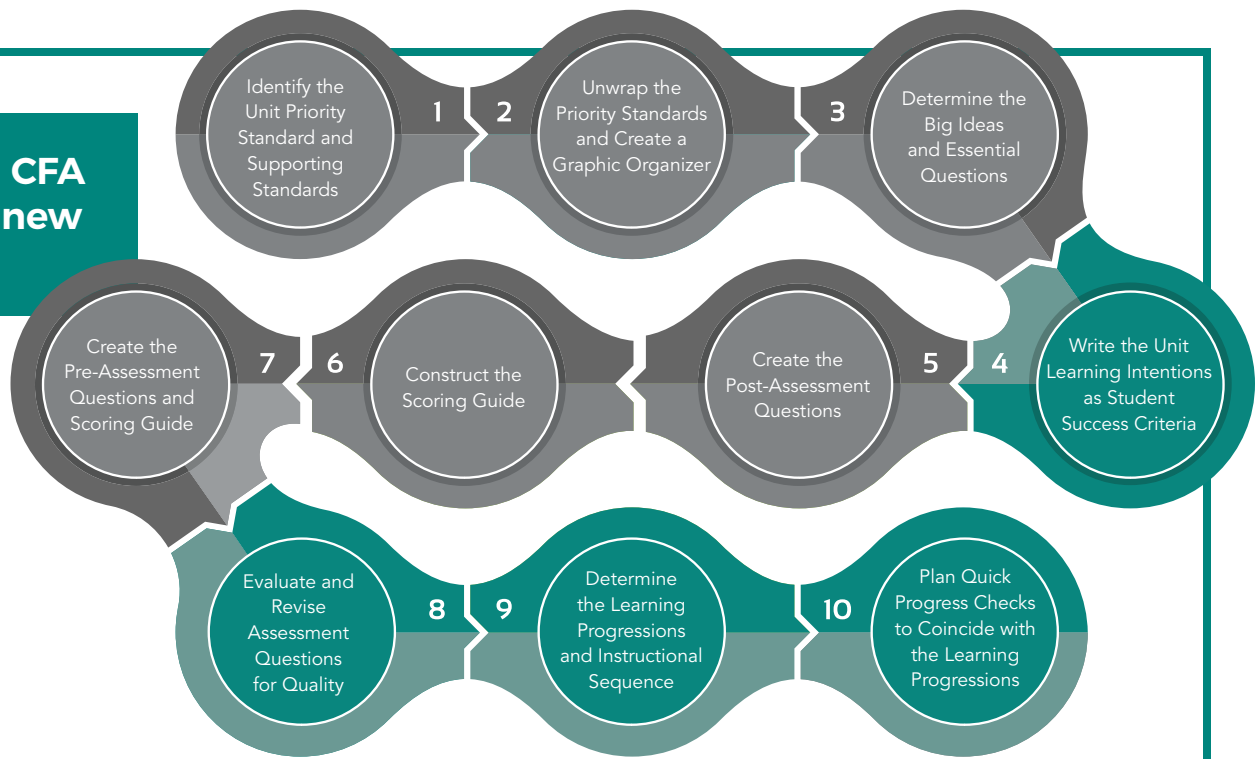 CFA
new
Identify the
Unit Priority
Standard and
Supporting
Standards
1
2
Unwrap the
Priority Standards
and Create a
Graphic Organizer
3
Determine the
Big Ideas
and Essential
Questions
4
Write the Unit
Learning Intentions
as Student
Success Criteria
5
Create the
Post-Assessment
Questions
6
Construct the
Scoring Guide
7
Create the
Pre-Assessment
Questions and
Scoring Guide
8
Evaluate and
Revise
Assessment
Questions
for Quality
9
Determine
the Learning
Progressions
and Instructional
Sequence
10
Plan Quick
Progress Checks
to Coincide with
the Learning
Progressions